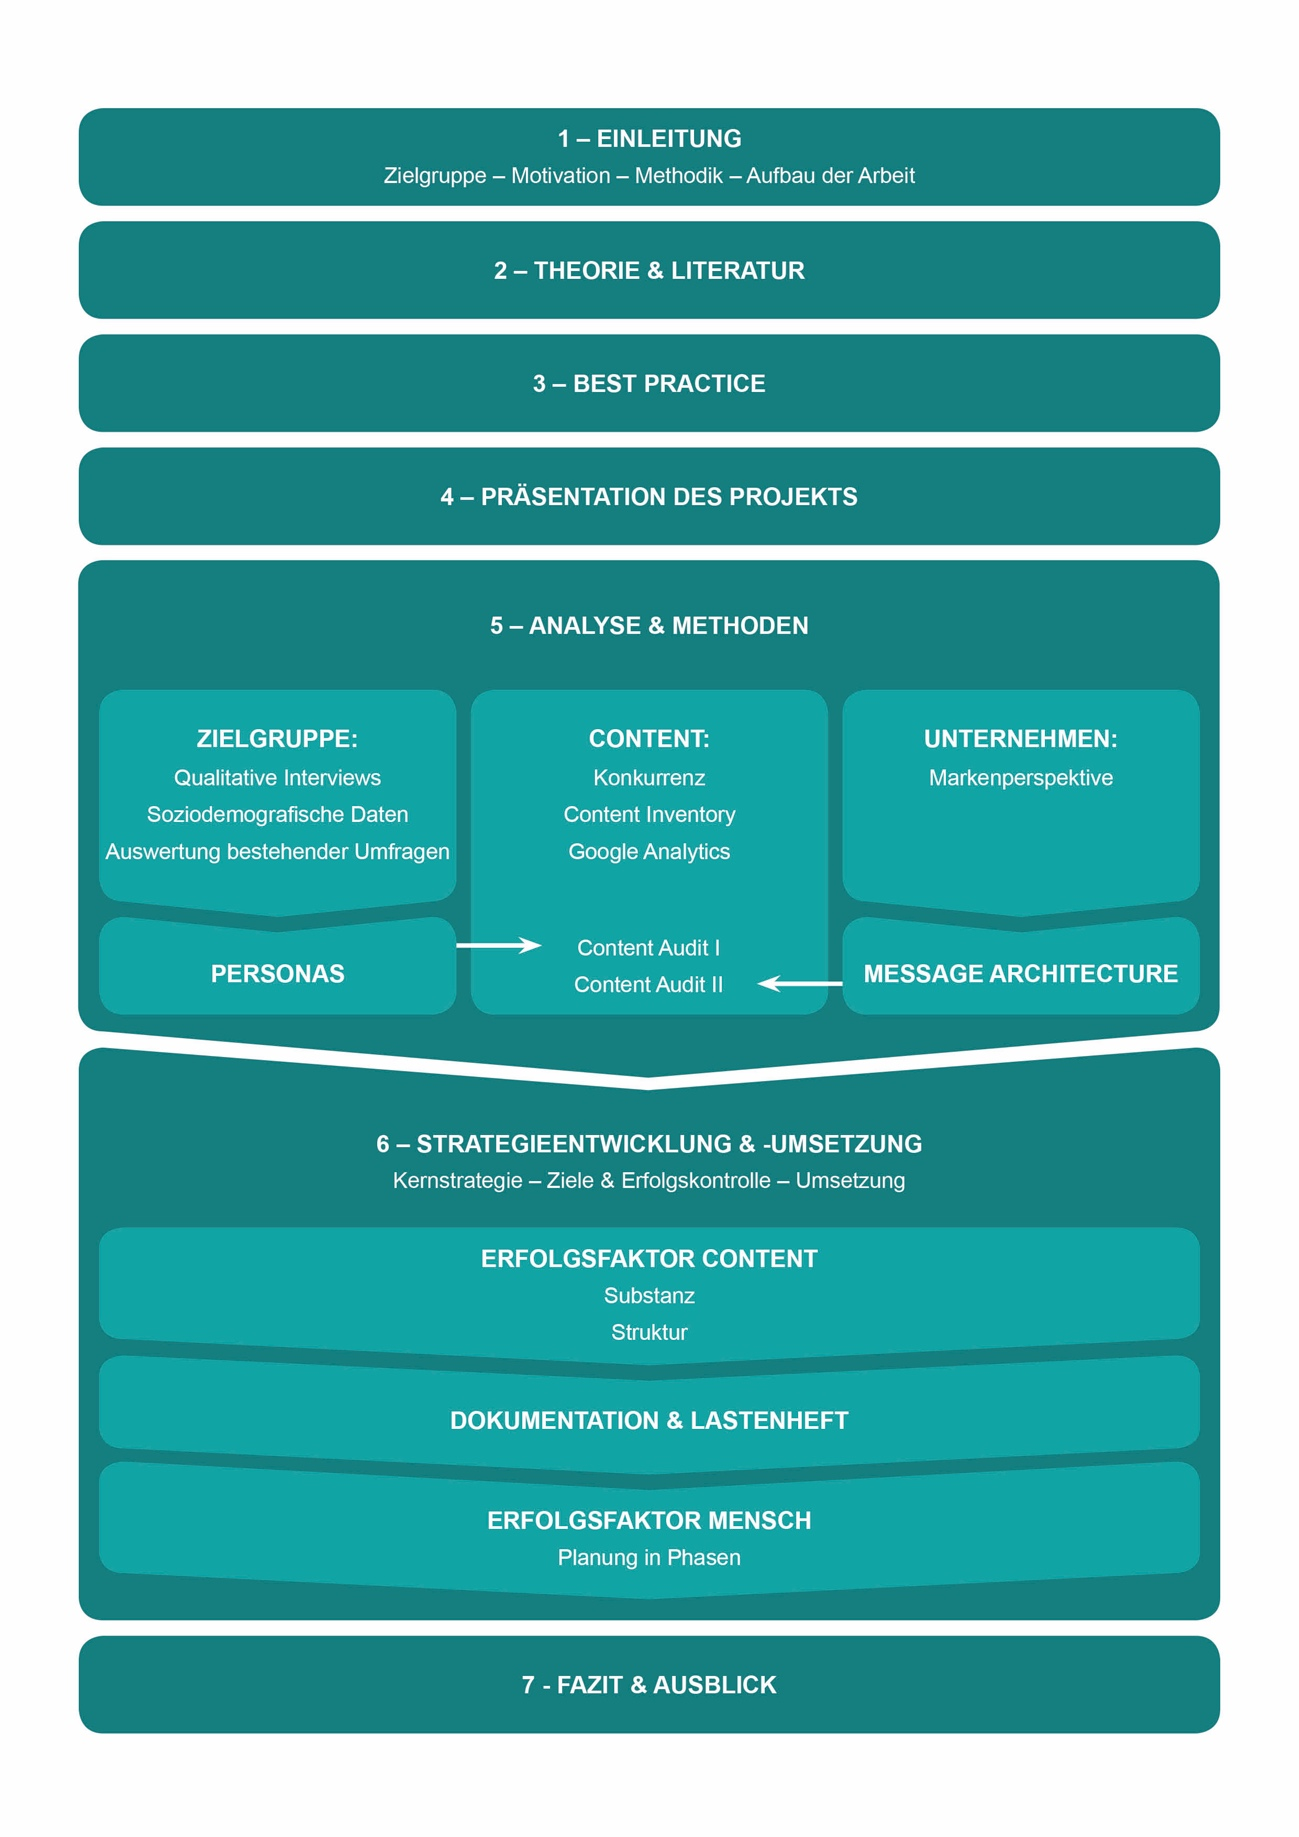 1 – EINLEITUNG
Zielgruppe – Motivation – Methodik – Aufbau der Arbeit
2 – THEORIE & LITERATUR
3 – BEST PRACTICE
4 – PRÄSENTATION DES PROJEKTS
5 – ANALYSE & METHODEN
ZIELGRUPPE:
Qualitative Interviews
Soziodemografische Daten
Auswertung bestehender Umfragen
PERSONAS
CONTENT:
Konkurrenz
Content Inventory
Google Analytics
Content Audit I
Content Audit II
UNTERNEHMEN:
Markenperspektive
MESSAGE ARCHITECTURE
6 – STRATEGIEENTWICKLUNG & -UMSETZUNG
Kernstrategie – Ziele & Erfolgskontrolle – Umsetzung
ERFOLGSFAKTOR CONTENT
Substanz
Struktur
DOKUMENTATION & LASTENHEFT
ERFOLGSFAKTOR MENSCH
Planung in Phasen
7 - FAZIT & AUSBLICK